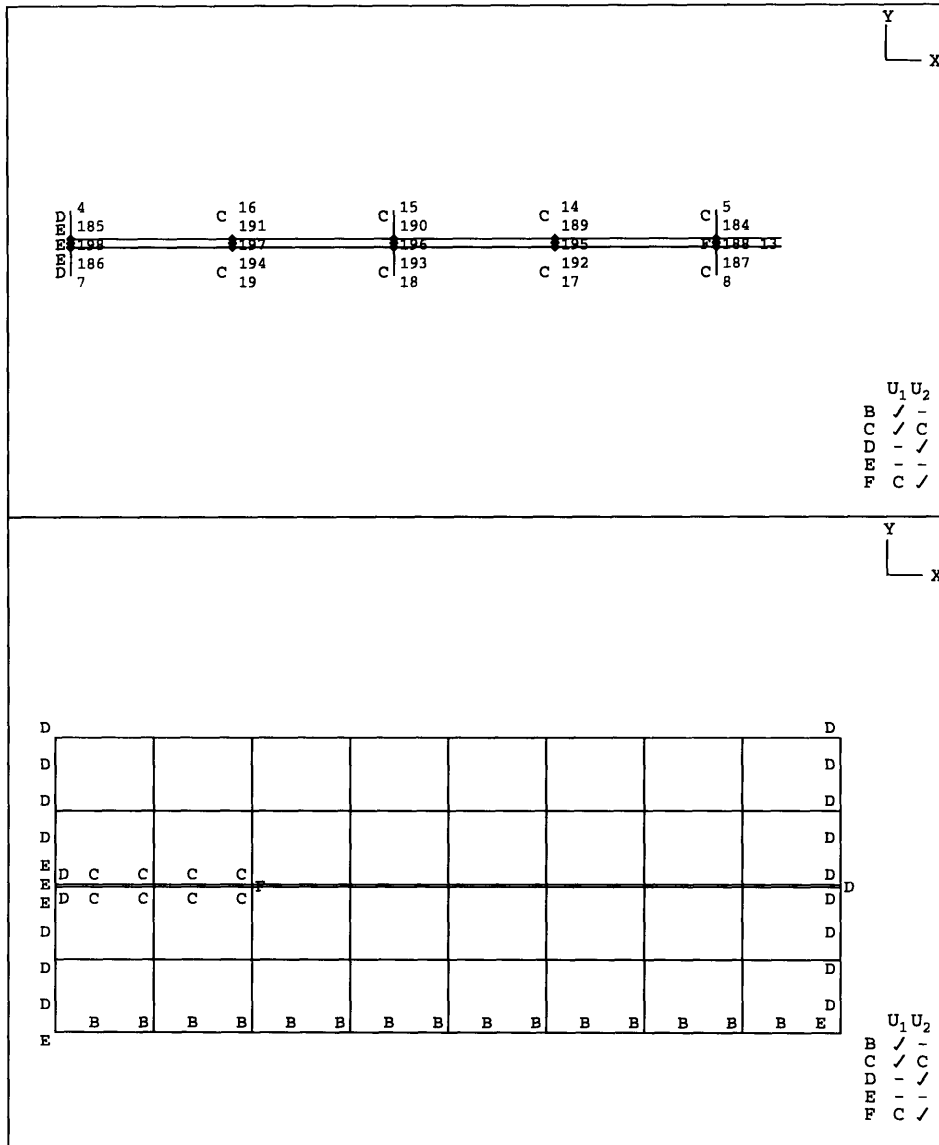 Y
X
4 16 15 14 5
D C C C C
185 191 190 189 184
E
E 198 197 196 195 F 188 13
E 186 194 193 192 187
D C C C C
7 19 18 17 8
U1 U2
B ✓ -
C ✓ C
D - ✓
E - -
F C ✓
Y
X
D D
D D
D D
D D
E D C C C C D
E F D
E D C C C C D
D D
D D
D D
B B B B B B B B B B B B B B B E
E
U1 U2
B ✓ -
C ✓ C
D - ✓
E - -
F C ✓